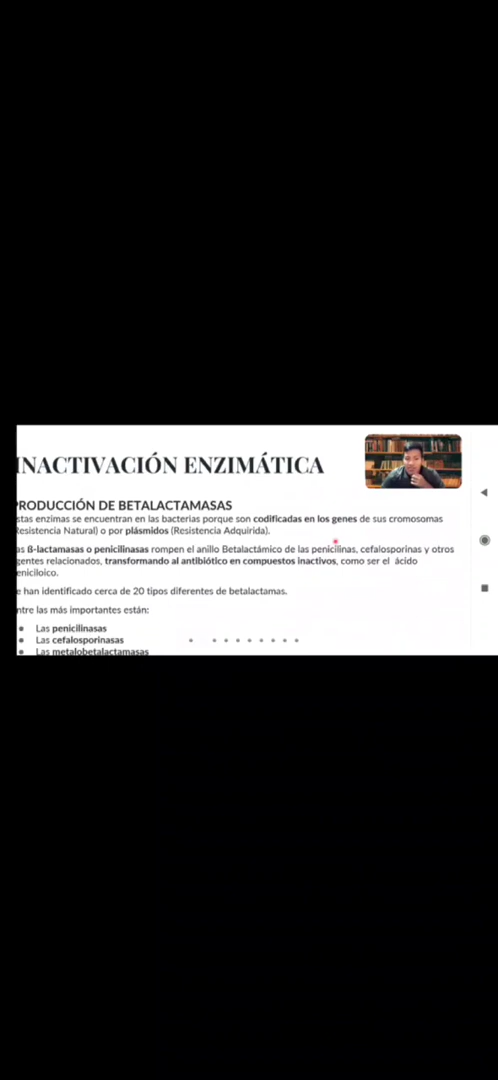 INACTIVACIÓN ENZIMÁTICA
PRODUCCIÓN DE BETALACTAMASAS
stas enzimas se encuentran en las bacterias porque son codificadas en los genes de sus cromosomas
Resistencia Natural) o por plásmidos (Resistencia Adquirida).
as ß-lactamasas o penicilinasas rompen el anillo Betalactámico de las penicilinas, cefalosporinas y otros
gentes relacionados, transformando al antibiótico en compuestos inactivos, como ser el ácido
eniciloico.
e han identificado cerca de 20 tipos diferentes de betalactamas.
ntre las más importantes están:
● Las penicilinasas
● Las cefalosporinasas
● Las metalobetalactamasas